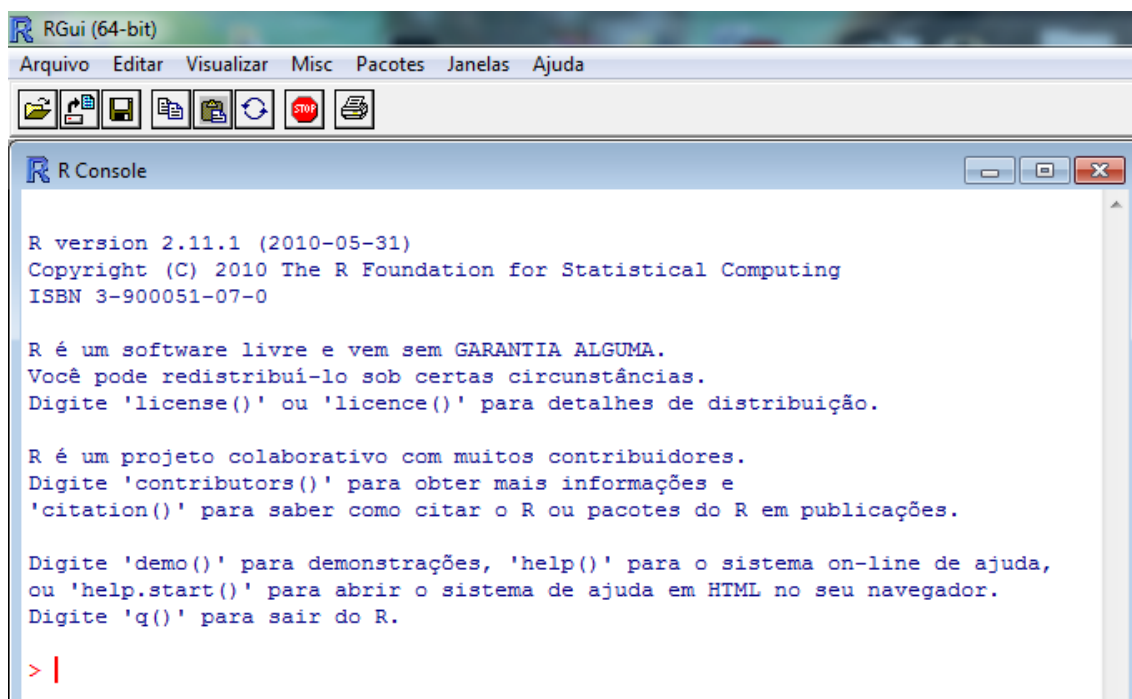 RGui (64-bit)
Arquivo Editar Visualizar Misc Pacotes Janelas Ajuda
STOP
R Console
R version 2.11.1 (2010-05-31)
Copyright (C) 2010 The R Foundation for Statistical Computing
ISBN 3-900051-07-0
R é um software livre e vem sem GARANTIA ALGUMA.
Você pode redistribuí-lo sob certas circunstâncias.
Digite 'license()' ou 'licence()' para detalhes de distribuição.
R é um projeto colaborativo com muitos contribuidores.
Digite 'contributors()' para obter mais informações e
'citation()' para saber como citar o R ou pacotes do R em publicações.
Digite 'demo()' para demonstrações, 'help()' para o sistema on-line de ajuda,
ou 'help.start()' para abrir o sistema de ajuda em HTML no seu navegador.
Digite 'q()' para sair do R.
>